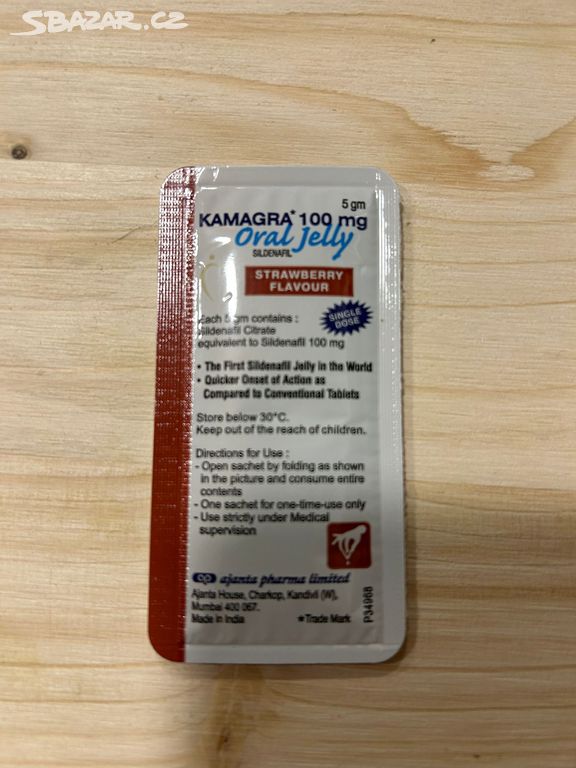 SBAZAR.CZ
5 gm
KAMAGRA* 100 mg
Oral Jelly
SILDENAFIL
STRAWBERRY
FLAVOUR
SINGLE
DOSE
Each 5 gm contains :
Sildenafil Citrate
equivalent to Sildenafil 100 mg
• The First Sildenafil Jelly in the World
• Quicker Onset of Action as
Compared to Conventional Tablets
Store below 30°C.
Keep out of the reach of children.
Directions for Use :
- Open sachet by folding as shown
in the picture and consume entire
contents
- One sachet for one-time-use only
- Use strictly under Medical
supervision
ap ajanta pharma limited
Ajanta House, Charkop, Kandivli (W),
Mumbai 400 067.
Made in India
*Trade Mark
P34968